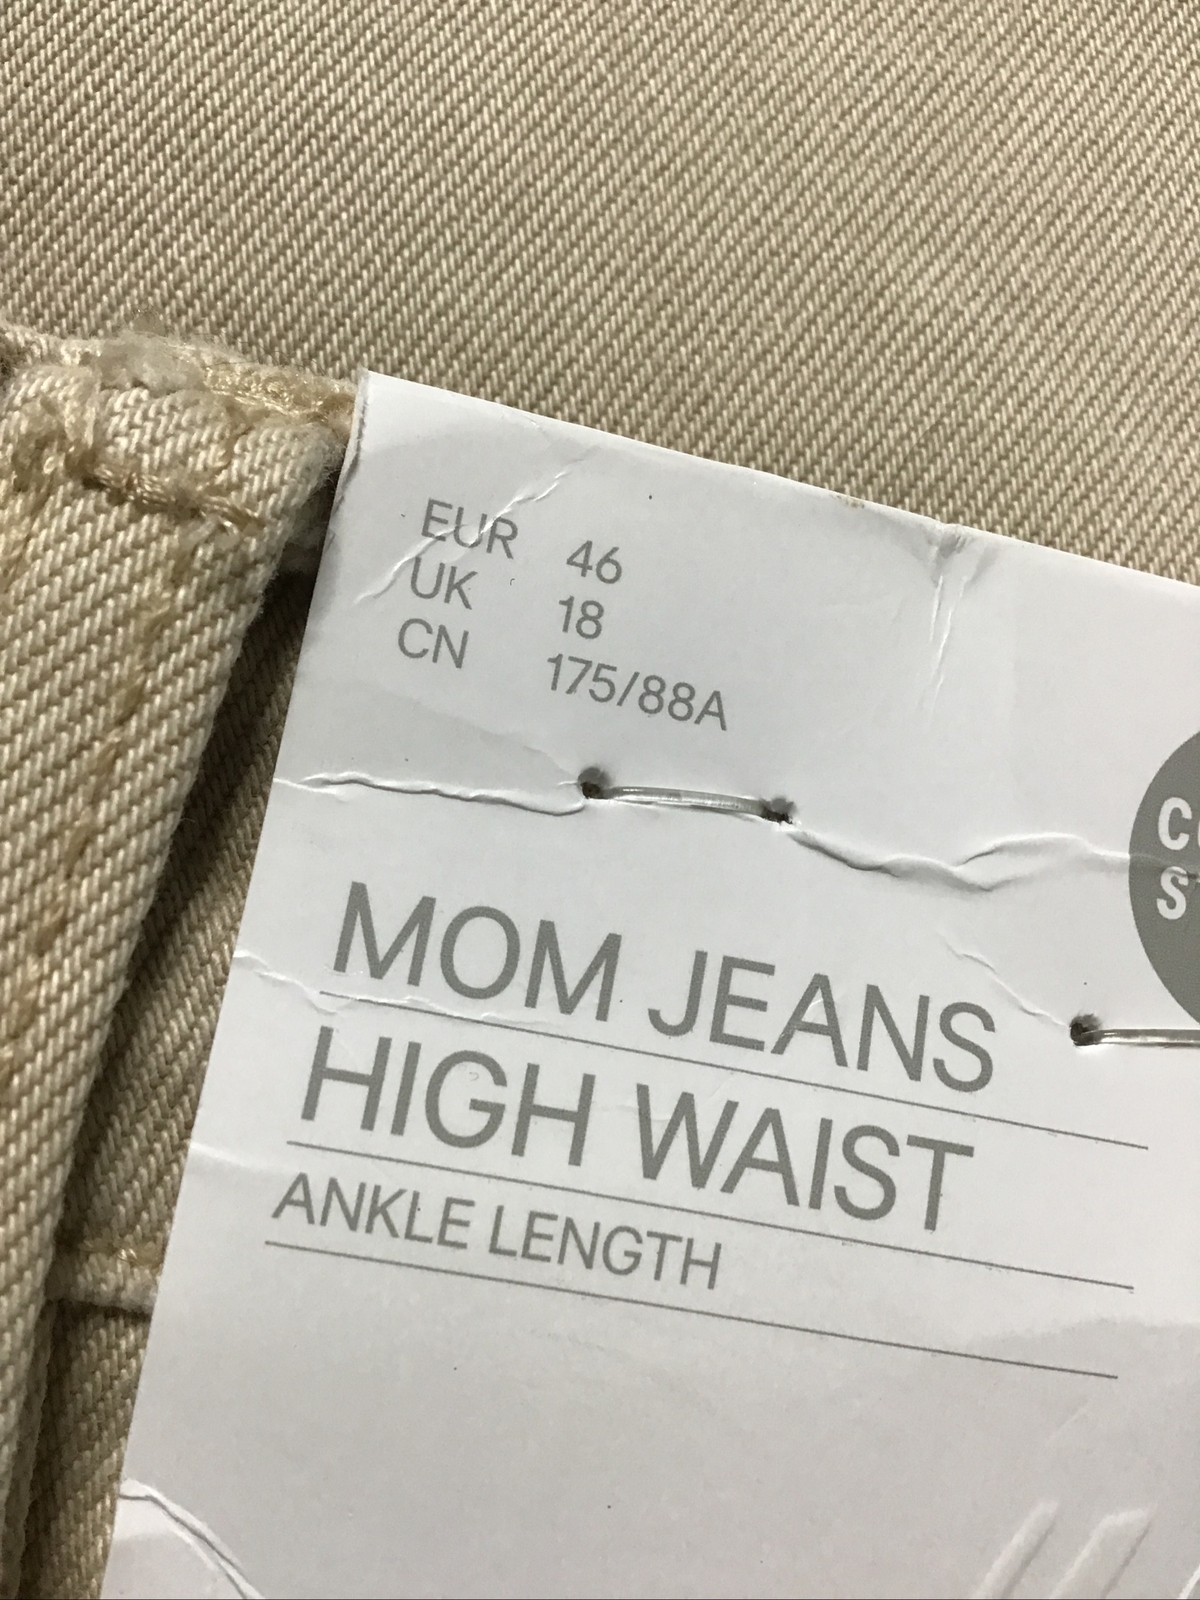 EUR 46
UK 18
CN 175/88A
MOM JEANS
HIGH WAIST
ANKLE LENGTH